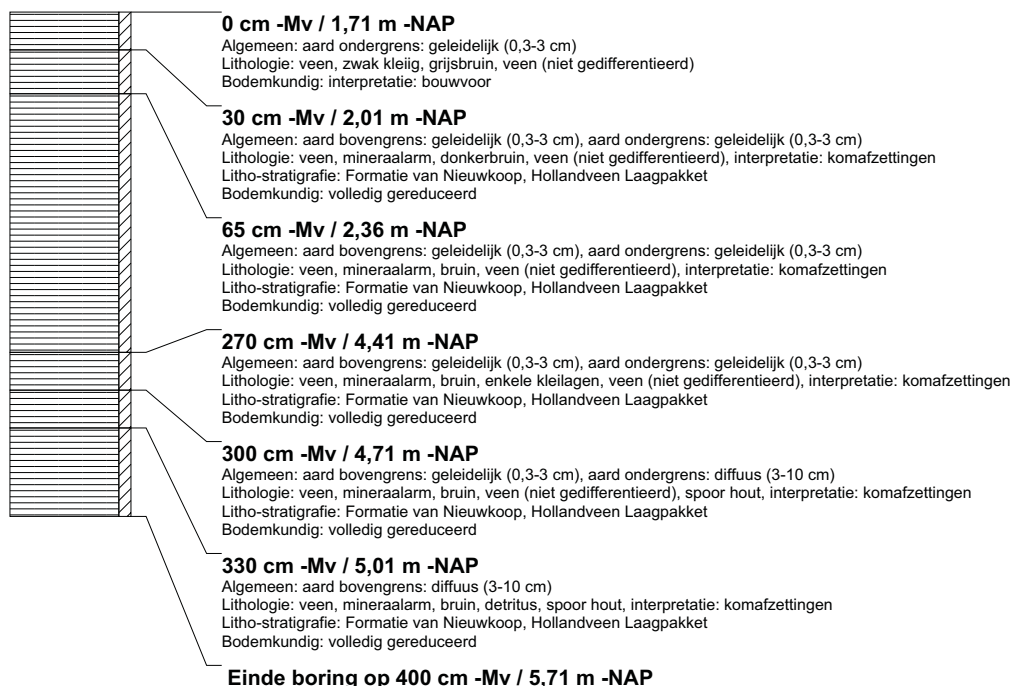 0 cm -Mv / 1,71 m -NAP
Algemeen: aard ondergrens: geleidelijk (0,3-3 cm)
Lithologie: veen, zwak kleiig, grijsbruin, veen (niet gedifferentieerd)
Bodemkundig: interpretatie: bouwvoor
30 cm -Mv / 2,01 m -NAP
Algemeen: aard bovengrens: geleidelijk (0,3-3 cm), aard ondergrens: geleidelijk (0,3-3 cm)
Lithologie: veen, mineraalarm, donkerbruin, veen (niet gedifferentieerd), interpretatie: komafzettingen
Litho-stratigrafie: Formatie van Nieuwkoop, Hollandveen Laagpakket
Bodemkundig: volledig gereduceerd
65 cm -Mv / 2,36 m -NAP
Algemeen: aard bovengrens: geleidelijk (0,3-3 cm), aard ondergrens: geleidelijk (0,3-3 cm)
Lithologie: veen, mineraalarm, bruin, veen (niet gedifferentieerd), interpretatie: komafzettingen
Litho-stratigrafie: Formatie van Nieuwkoop, Hollandveen Laagpakket
Bodemkundig: volledig gereduceerd
270 cm -Mv / 4,41 m -NAP
Algemeen: aard bovengrens: geleidelijk (0,3-3 cm), aard ondergrens: geleidelijk (0,3-3 cm)
Lithologie: veen, mineraalarm, bruin, enkele kleilagen, veen (niet gedifferentieerd), interpretatie: komafzettingen
Litho-stratigrafie: Formatie van Nieuwkoop, Hollandveen Laagpakket
Bodemkundig: volledig gereduceerd
300 cm -Mv / 4,71 m -NAP
Algemeen: aard bovengrens: geleidelijk (0,3-3 cm), aard ondergrens: diffuus (3-10 cm)
Lithologie: veen, mineraalarm, bruin, veen (niet gedifferentieerd), spoor hout, interpretatie: komafzettingen
Litho-stratigrafie: Formatie van Nieuwkoop, Hollandveen Laagpakket
Bodemkundig: volledig gereduceerd
330 cm -Mv / 5,01 m -NAP
Algemeen: aard bovengrens: diffuus (3-10 cm)
Lithologie: veen, mineraalarm, bruin, detritus, spoor hout, interpretatie: komafzettingen
Litho-stratigrafie: Formatie van Nieuwkoop, Hollandveen Laagpakket
Bodemkundig: volledig gereduceerd
Einde boring op 400 cm -Mv / 5,71 m -NAP